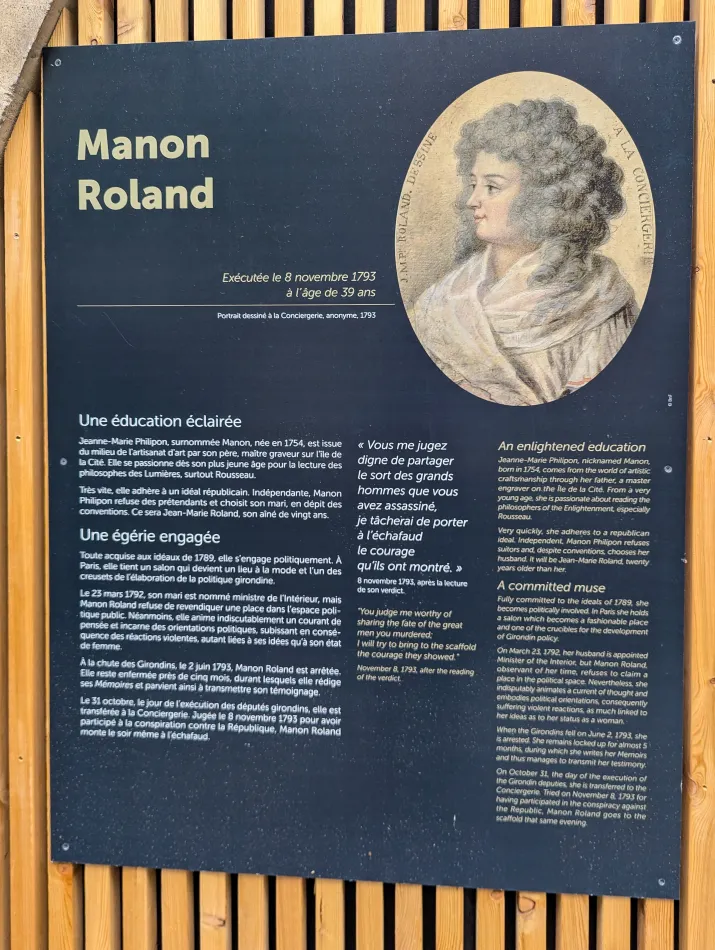 Manon
Roland
J.M.P. ROLAND. DESSINÉ
A LA CONCIERGERIE
Exécutée le 8 novembre 1793
à l'âge de 39 ans
Portrait dessiné à la Conciergerie, anonyme, 1793
Une éducation éclairée
Jeanne-Marie Philipon, surnommée Manon, née en 1754, est issue
du milieu de l'artisanat d'art par son père, maître graveur sur l'île de
la Cité. Elle se passionne dès son plus jeune âge pour la lecture des
philosophes des Lumières, surtout Rousseau.
Très vite, elle adhère à un idéal républicain. Indépendante, Manon
Philipon refuse des prétendants et choisit son mari, en dépit des
conventions. Ce sera Jean-Marie Roland, son aîné de vingt ans.
Une égérie engagée
Toute acquise aux idéaux de 1789, elle s'engage politiquement. À
Paris, elle tient un salon qui devient un lieu à la mode et l'un des
creusets de l'élaboration de la politique girondine.
Le 23 mars 1792, son mari est nommé ministre de l'Intérieur, mais
Manon Roland refuse de revendiquer une place dans l'espace poli-
tique public. Néanmoins, elle anime indiscutablement un courant de
pensée et incarne des orientations politiques, subissant en consé-
quence des réactions violentes, autant liées à ses idées qu'à son état
de femme.
À la chute des Girondins, le 2 juin 1793, Manon Roland est arrêtée.
Elle reste enfermée près de cinq mois, durant lesquels elle rédige
ses Mémoires et parvient ainsi à transmettre son témoignage.
Le 31 octobre, le jour de l'exécution des députés girondins, elle est
transférée à la Conciergerie. Jugée le 8 novembre 1793 pour avoir
participé à la conspiration contre la République, Manon Roland
monte le soir même à l'échafaud.
« Vous me jugez
digne de partager
le sort des grands
hommes que vous
avez assassiné,
je tâcherai de porter
à l'échafaud
le courage
qu'ils ont montré. »
8 novembre 1793, après la lecture
de son verdict.
"You judge me worthy of
sharing the fate of the great
men you murdered;
I will try to bring to the scaffold
the courage they showed."
November 8, 1793, after the reading
of the verdict.
An enlightened education
Jeanne-Marie Philipon, nicknamed Manon,
born in 1754, comes from the world of artistic
craftsmanship through her father, a master
engraver on the Île de la Cité. From a very
young age, she is passionate about reading the
philosophers of the Enlightenment, especially
Rousseau.
Very quickly, she adheres to a republican
ideal. Independent, Manon Philipon refuses
suitors and, despite conventions, chooses her
husband. It will be Jean-Marie Roland, twenty
years older than her.
A committed muse
Fully committed to the ideals of 1789, she
becomes politically involved. In Paris she holds
a salon which becomes a fashionable place
and one of the crucibles for the development
of Girondin policy.
On March 23, 1792, her husband is appointed
Minister of the Interior, but Manon Roland,
observant of her time, refuses to claim a
place in the political space. Nevertheless, she
indisputably animates a current of thought and
embodies political orientations, consequently
suffering violent reactions, as much linked to
her ideas as to her status as a woman.
When the Girondins fell on June 2, 1793, she
is arrested. She remains locked up for almost 5
months, during which she writes her Memoirs
and thus manages to transmit her testimony.
On October 31, the day of the execution of
the Girondin deputies, she is transferred to the
Conciergerie. Tried on November 8, 1793 for
having participated in the conspiracy against
the Republic, Manon Roland goes to the
scaffold that same evening.